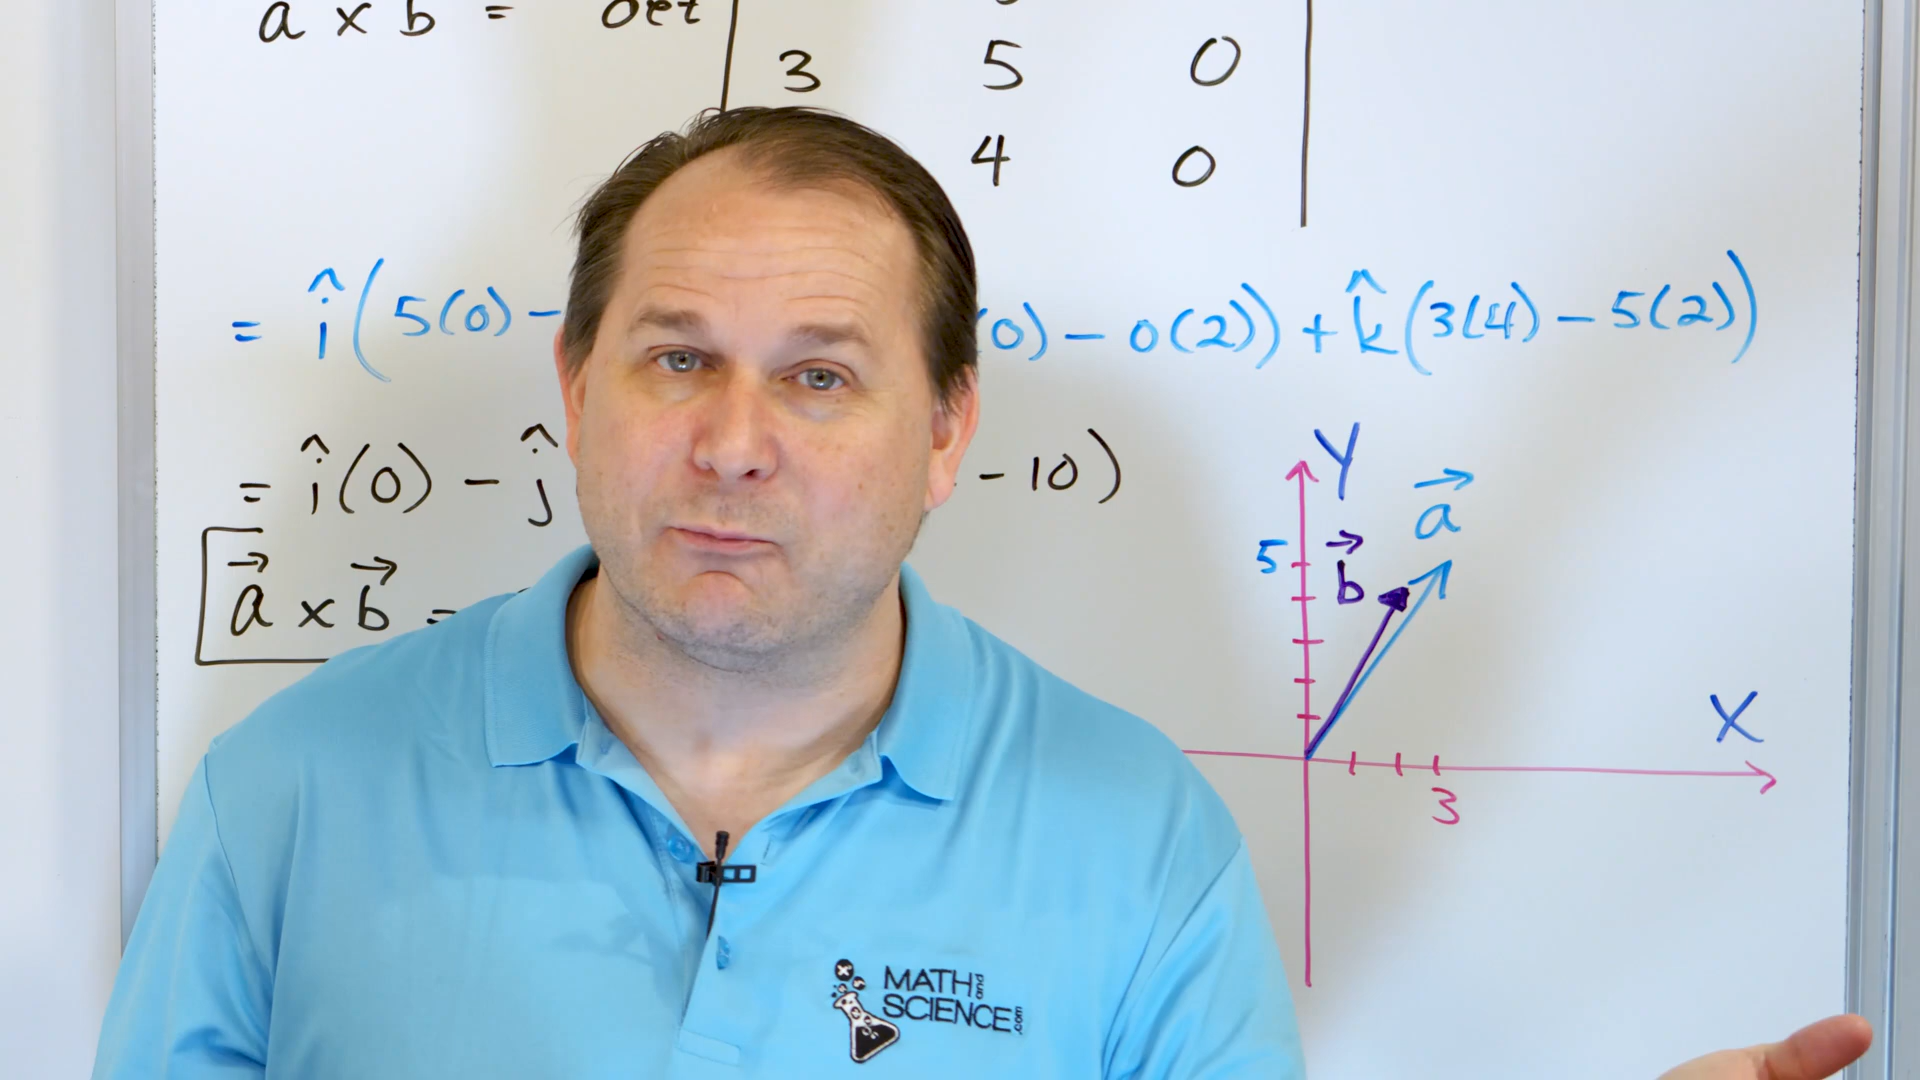 a x b = det
3 5 0
4 0
= î(5(0) – (0) – 0(2)) + k̂(3(4) – 5(2))
= î(0) – ĵ – 10)
a⃗ x b⃗ =
Y
a⃗
5
b⃗
X
3
MATH and
SCIENCE .com